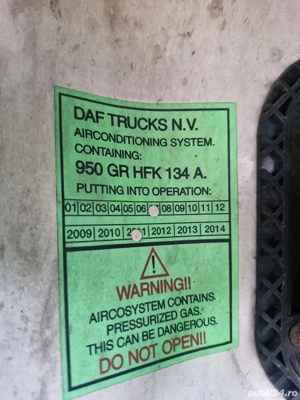 DAF TRUCKS N.V.
AIRCONDITIONING SYSTEM.
CONTAINING:
950 GR HFK 134 A.
PUTTING INTO OPERATION:
01 02 03 04 05 06 08 09 10 11 12
2009 2010 2012 2013 2014
WARNING!!
AIRCOSYSTEM CONTAINS.
PRESSURIZED GAS.
THIS CAN BE DANGEROUS.
DO NOT OPEN!!
publi24.ro